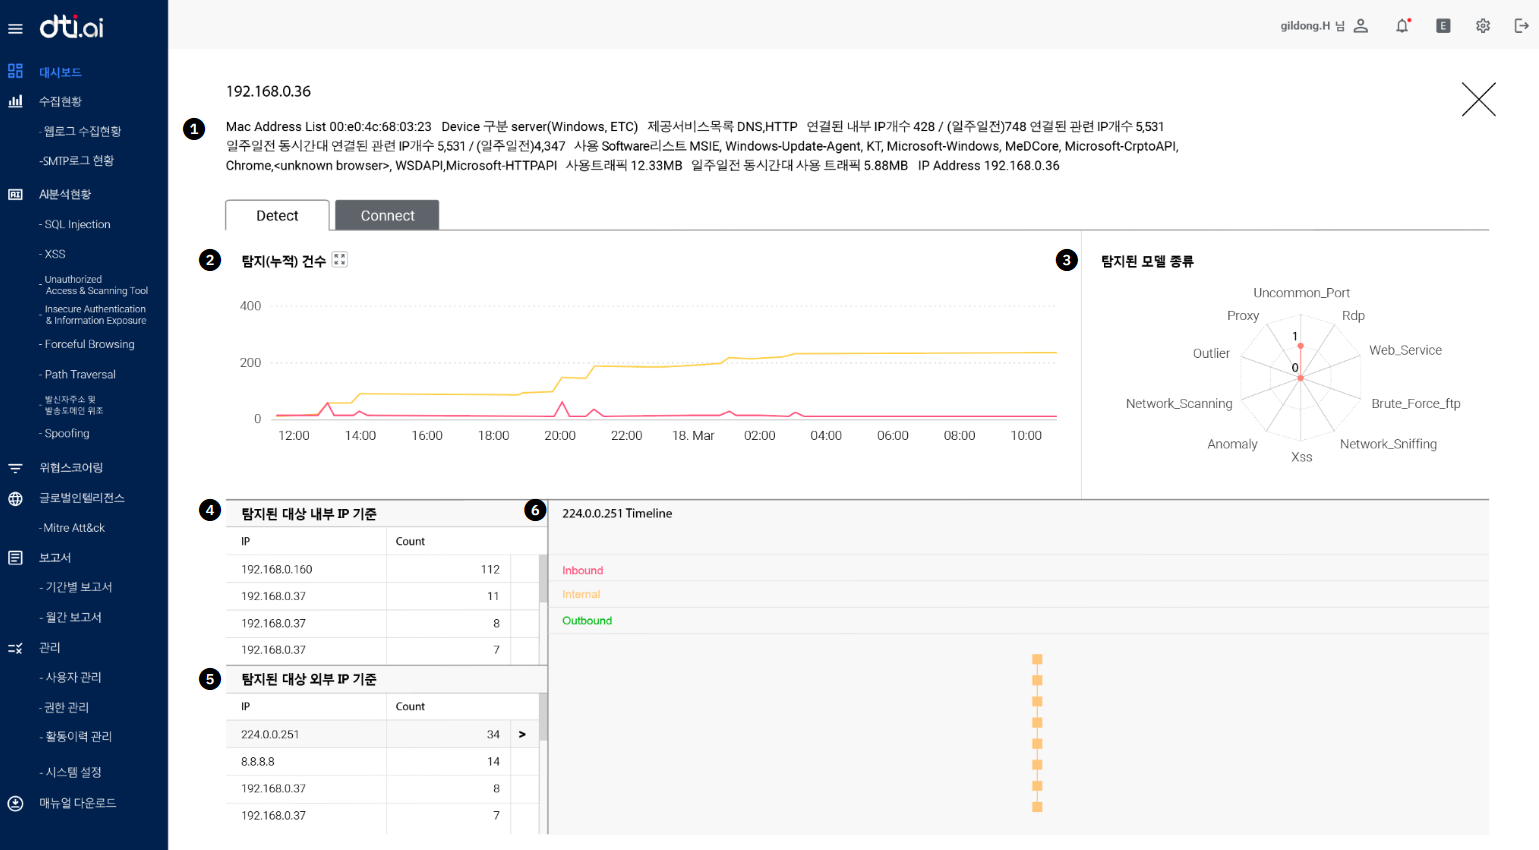 dti.ai
gildong.H 님
E
대시보드
수집현황
- 웹로그 수집현황
-SMTP로그 현황
AI
AI분석현황
- SQL Injection
- XSS
- Unauthorized
Access & Scanning Tool
- Insecure Authentication
& Information Exposure
- Forceful Browsing
- Path Traversal
- 발신자주소 및
발송도메인 위조
- Spoofing
위협스코어링
글로벌인텔리전스
- Mitre Att&ck
보고서
- 기간별 보고서
- 월간 보고서
관리
- 사용자 관리
- 권한 관리
- 활동이력 관리
- 시스템 설정
매뉴얼 다운로드
192.168.0.36
1
Mac Address List 00:e0:4c:68:03:23 Device 구분 server(Windows, ETC) 제공서비스목록 DNS,HTTP 연결된 내부 IP개수 428 / (일주일전)748 연결된 관련 IP개수 5,531
일주일전 동시간대 연결된 관련 IP개수 5,531 / (일주일전)4,347 사용 Software리스트 MSIE, Windows-Update-Agent, KT, Microsoft-Windows, MeDCore, Microsoft-CrptoAPI,
Chrome,<unknown browser>, WSDAPI,Microsoft-HTTPAPI 사용트래픽 12.33MB 일주일전 동시간대 사용 트래픽 5.88MB IP Address 192.168.0.36
Detect Connect
2 탐지(누적) 건수
400
200
0
12:00 14:00 16:00 18:00 20:00 22:00 18. Mar 02:00 04:00 06:00 08:00 10:00
3 탐지된 모델 종류
Uncommon_Port
Proxy Rdp
1
Outlier Web_Service
0
Network_Scanning Brute_Force_ftp
Anomaly Network_Sniffing
Xss
4 탐지된 대상 내부 IP 기준
IP Count
192.168.0.160 112
192.168.0.37 11
192.168.0.37 8
192.168.0.37 7
5 탐지된 대상 외부 IP 기준
IP Count
224.0.0.251 34 >
8.8.8.8 14
192.168.0.37 8
192.168.0.37 7
6 224.0.0.251 Timeline
Inbound
Internal
Outbound